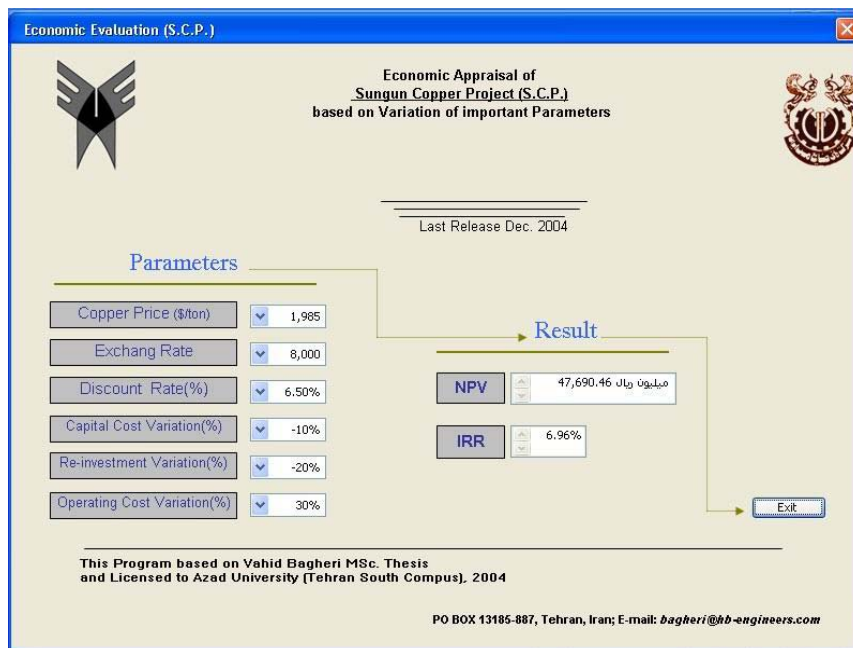 Economic Evaluation (S.C.P.)
Economic Appraisal of
Sungun Copper Project (S.C.P.)
based on Variation of important Parameters
Last Release Dec. 2004
Parameters
Copper Price ($/ton) 1,985
Exchang Rate 8,000
Discount Rate(%) 6.50%
Capital Cost Variation(%) -10%
Re-investment Variation(%) -20%
Operating Cost Variation(%) 30%
Result
NPV 47,690.46 میلیون ریال
IRR 6.96%
Exit
This Program based on Vahid Bagheri MSc. Thesis
and Licensed to Azad University (Tehran South Compus), 2004
PO BOX 13185-887, Tehran, Iran; E-mail: bagheri@hb-engineers.com